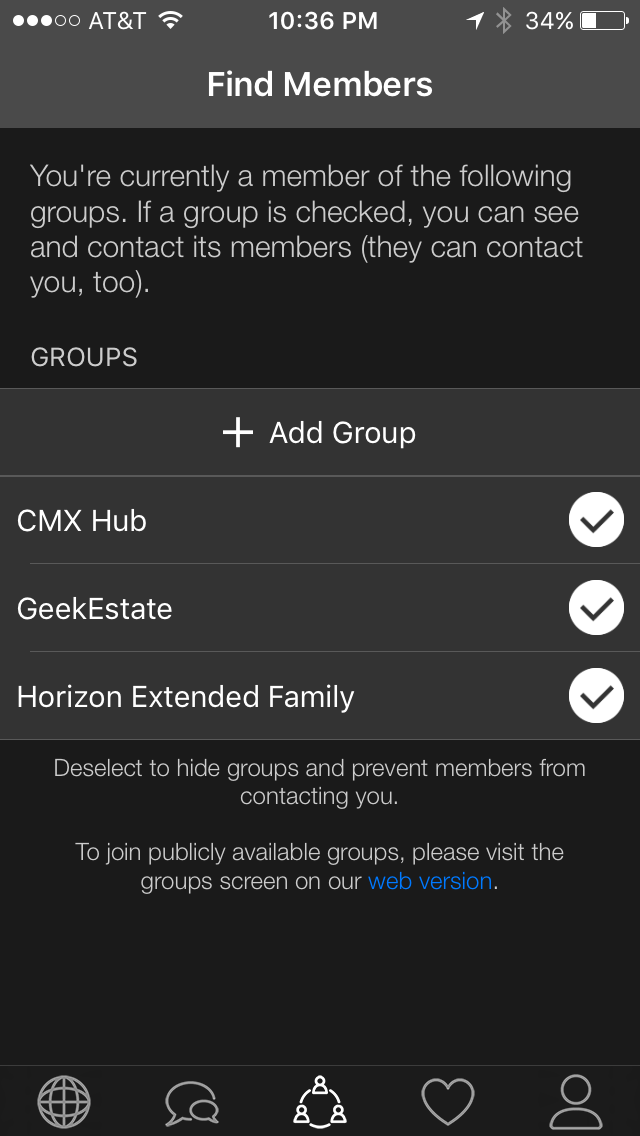 AT&T 10:36 PM 34%
Find Members
You're currently a member of the following
groups. If a group is checked, you can see
and contact its members (they can contact
you, too).
GROUPS
Add Group
CMX Hub
GeekEstate
Horizon Extended Family
Deselect to hide groups and prevent members from
contacting you.
To join publicly available groups, please visit the
groups screen on our web version.